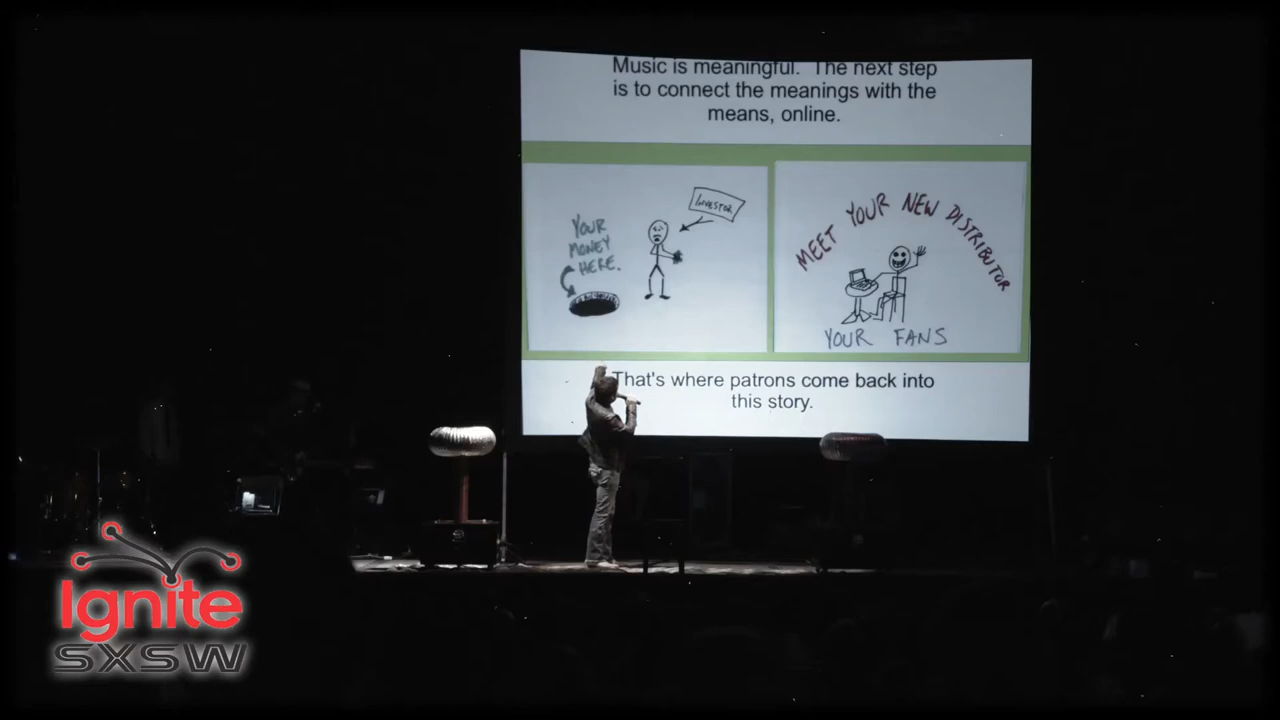 Music is meaningful. The next step
is to connect the meanings with the
means, online.
INVESTOR
YOUR
MONEY
HERE.
MEET YOUR NEW DISTRIBUTOR
YOUR FANS
That's where patrons come back into
this story.
Ignite
SXSW